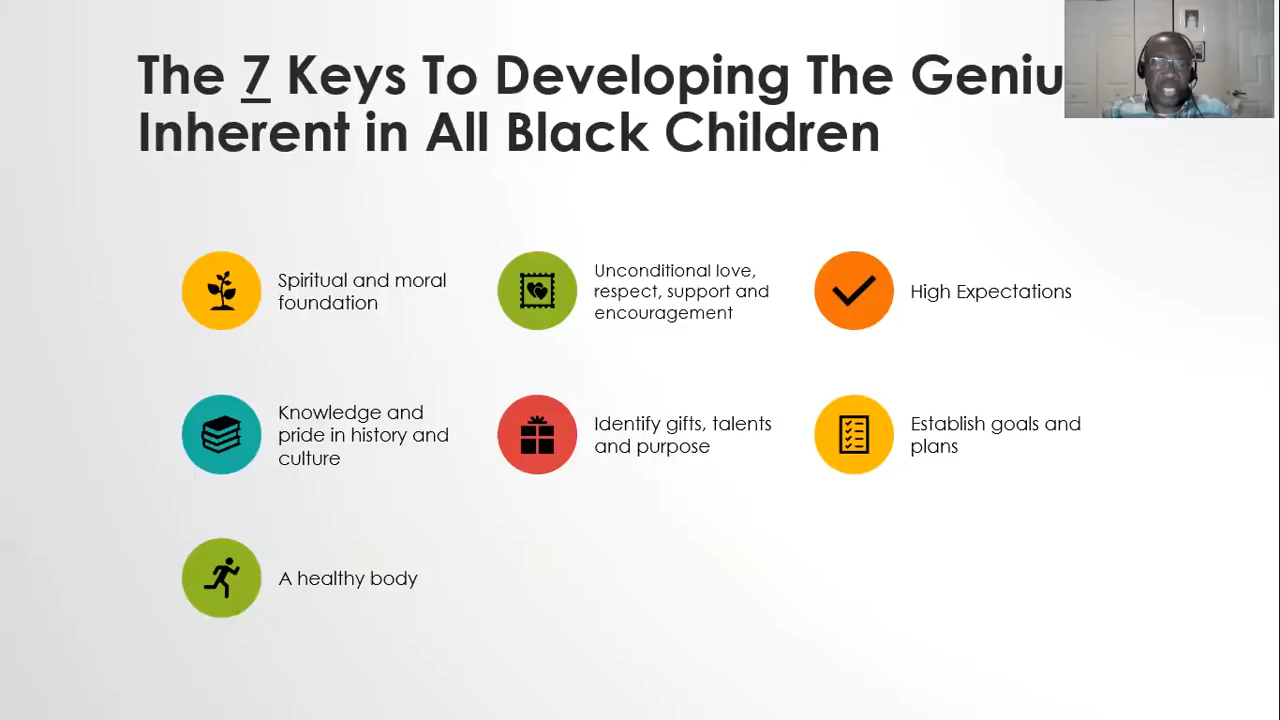 The 7 Keys To Developing The Geniu
Inherent in All Black Children
Spiritual and moral
foundation
Unconditional love,
respect, support and
encouragement
High Expectations
Knowledge and
pride in history and
culture
Identify gifts, talents
and purpose
Establish goals and
plans
A healthy body